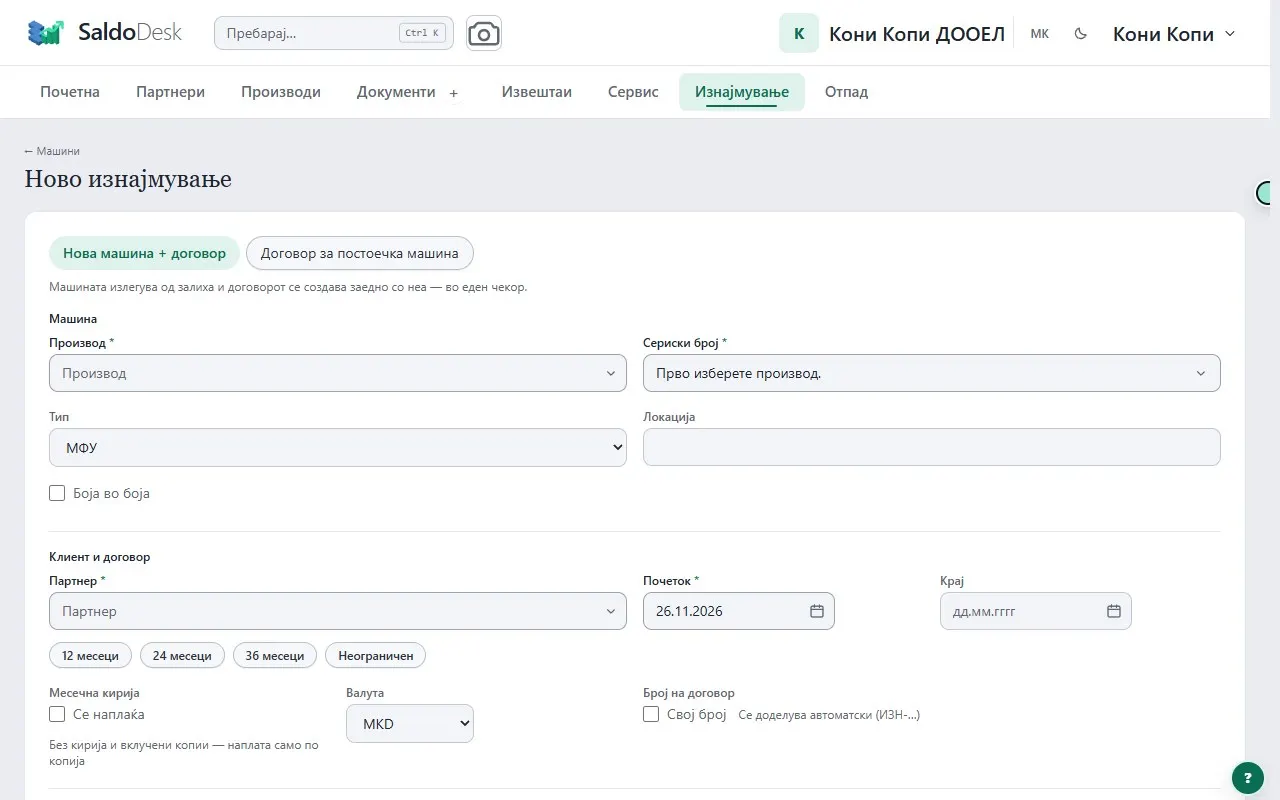 SaldoDesk
Пребарај...
Ctrl K
К
Кони Копи ДООЕЛ
МК
Кони Копи
Почетна
Партнери
Производи
Документи +
Извештаи
Сервис
Изнајмување
Отпад
← Машини
Ново изнајмување
Нова машина + договор
Договор за постоечка машина
Машината излегува од залиха и договорот се создава заедно со неа — во еден чекор.
Машина
Производ *
Сериски број *
Производ
Прво изберете производ.
Тип
Локација
МФУ
Боја во боја
Клиент и договор
Партнер *
Почеток *
Крај
Партнер
26.11.2026
дд.мм.гггг
12 месеци
24 месеци
36 месеци
Неограничен
Месечна кирија
Валута
Број на договор
Се наплаќа
MKD
Свој број
Се доделува автоматски (ИЗН-...)
Без кирија и вклучени копии — наплата само по
копија
?